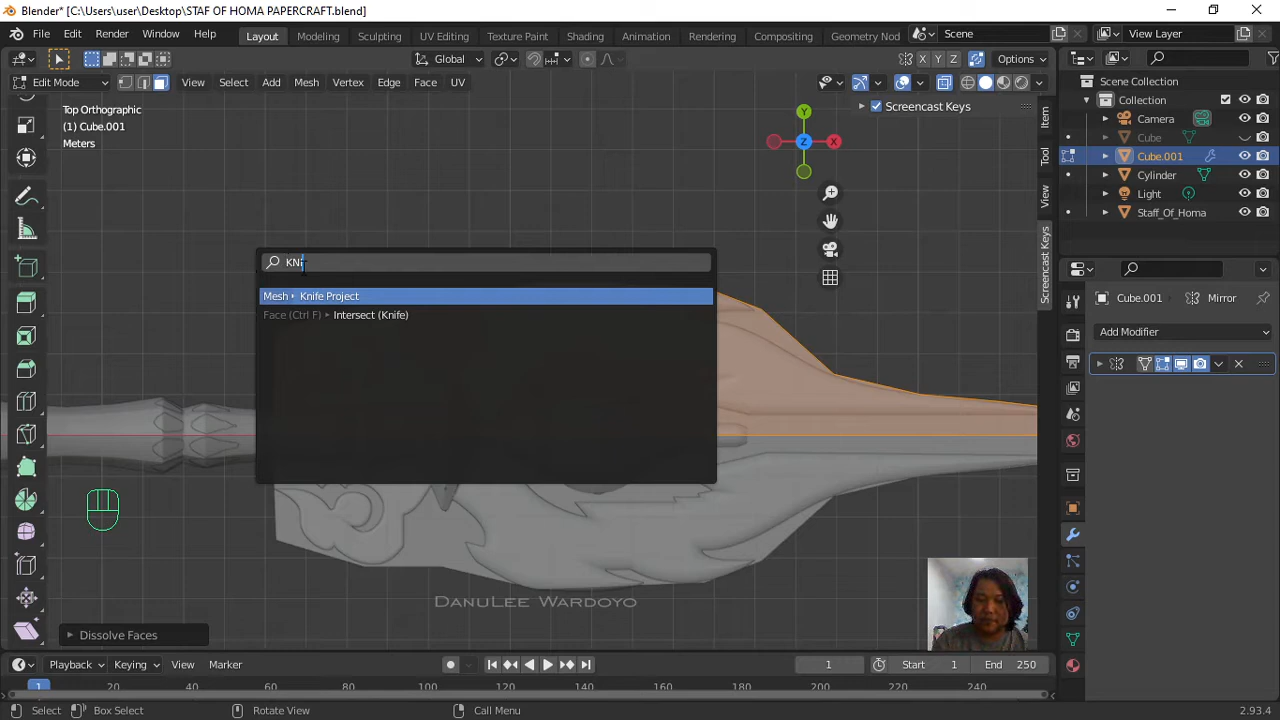 Blender* [C:\Users\user\Desktop\STAF OF HOMA PAPERCRAFT.blend]
File Edit Render Window Help Layout Modeling Sculpting UV Editing Texture Paint Shading Animation Rendering Compositing Geometry Nod Scene View Layer
Global X Y Z Options
Edit Mode View Select Add Mesh Vertex Edge Face UV
Top Orthographic
(1) Cube.001
Meters
Screencast Keys
Item
Tool
View
Screencast Keys
Y
X
Z
Scene Collection
Collection
Camera
Cube
Cube.001
Cylinder
Light
Staff_Of_Homa
KNi
Mesh Knife Project
Face (Ctrl F) Intersect (Knife)
Cube.001 Mirror
Add Modifier
DanuLee Wardoyo
Dissolve Faces
Playback Keying View Marker 1 Start 1 End 250
1 20 40 60 80 100 120 140 160 180 200 220 240
Select Box Select Rotate View Call Menu 2.93.4